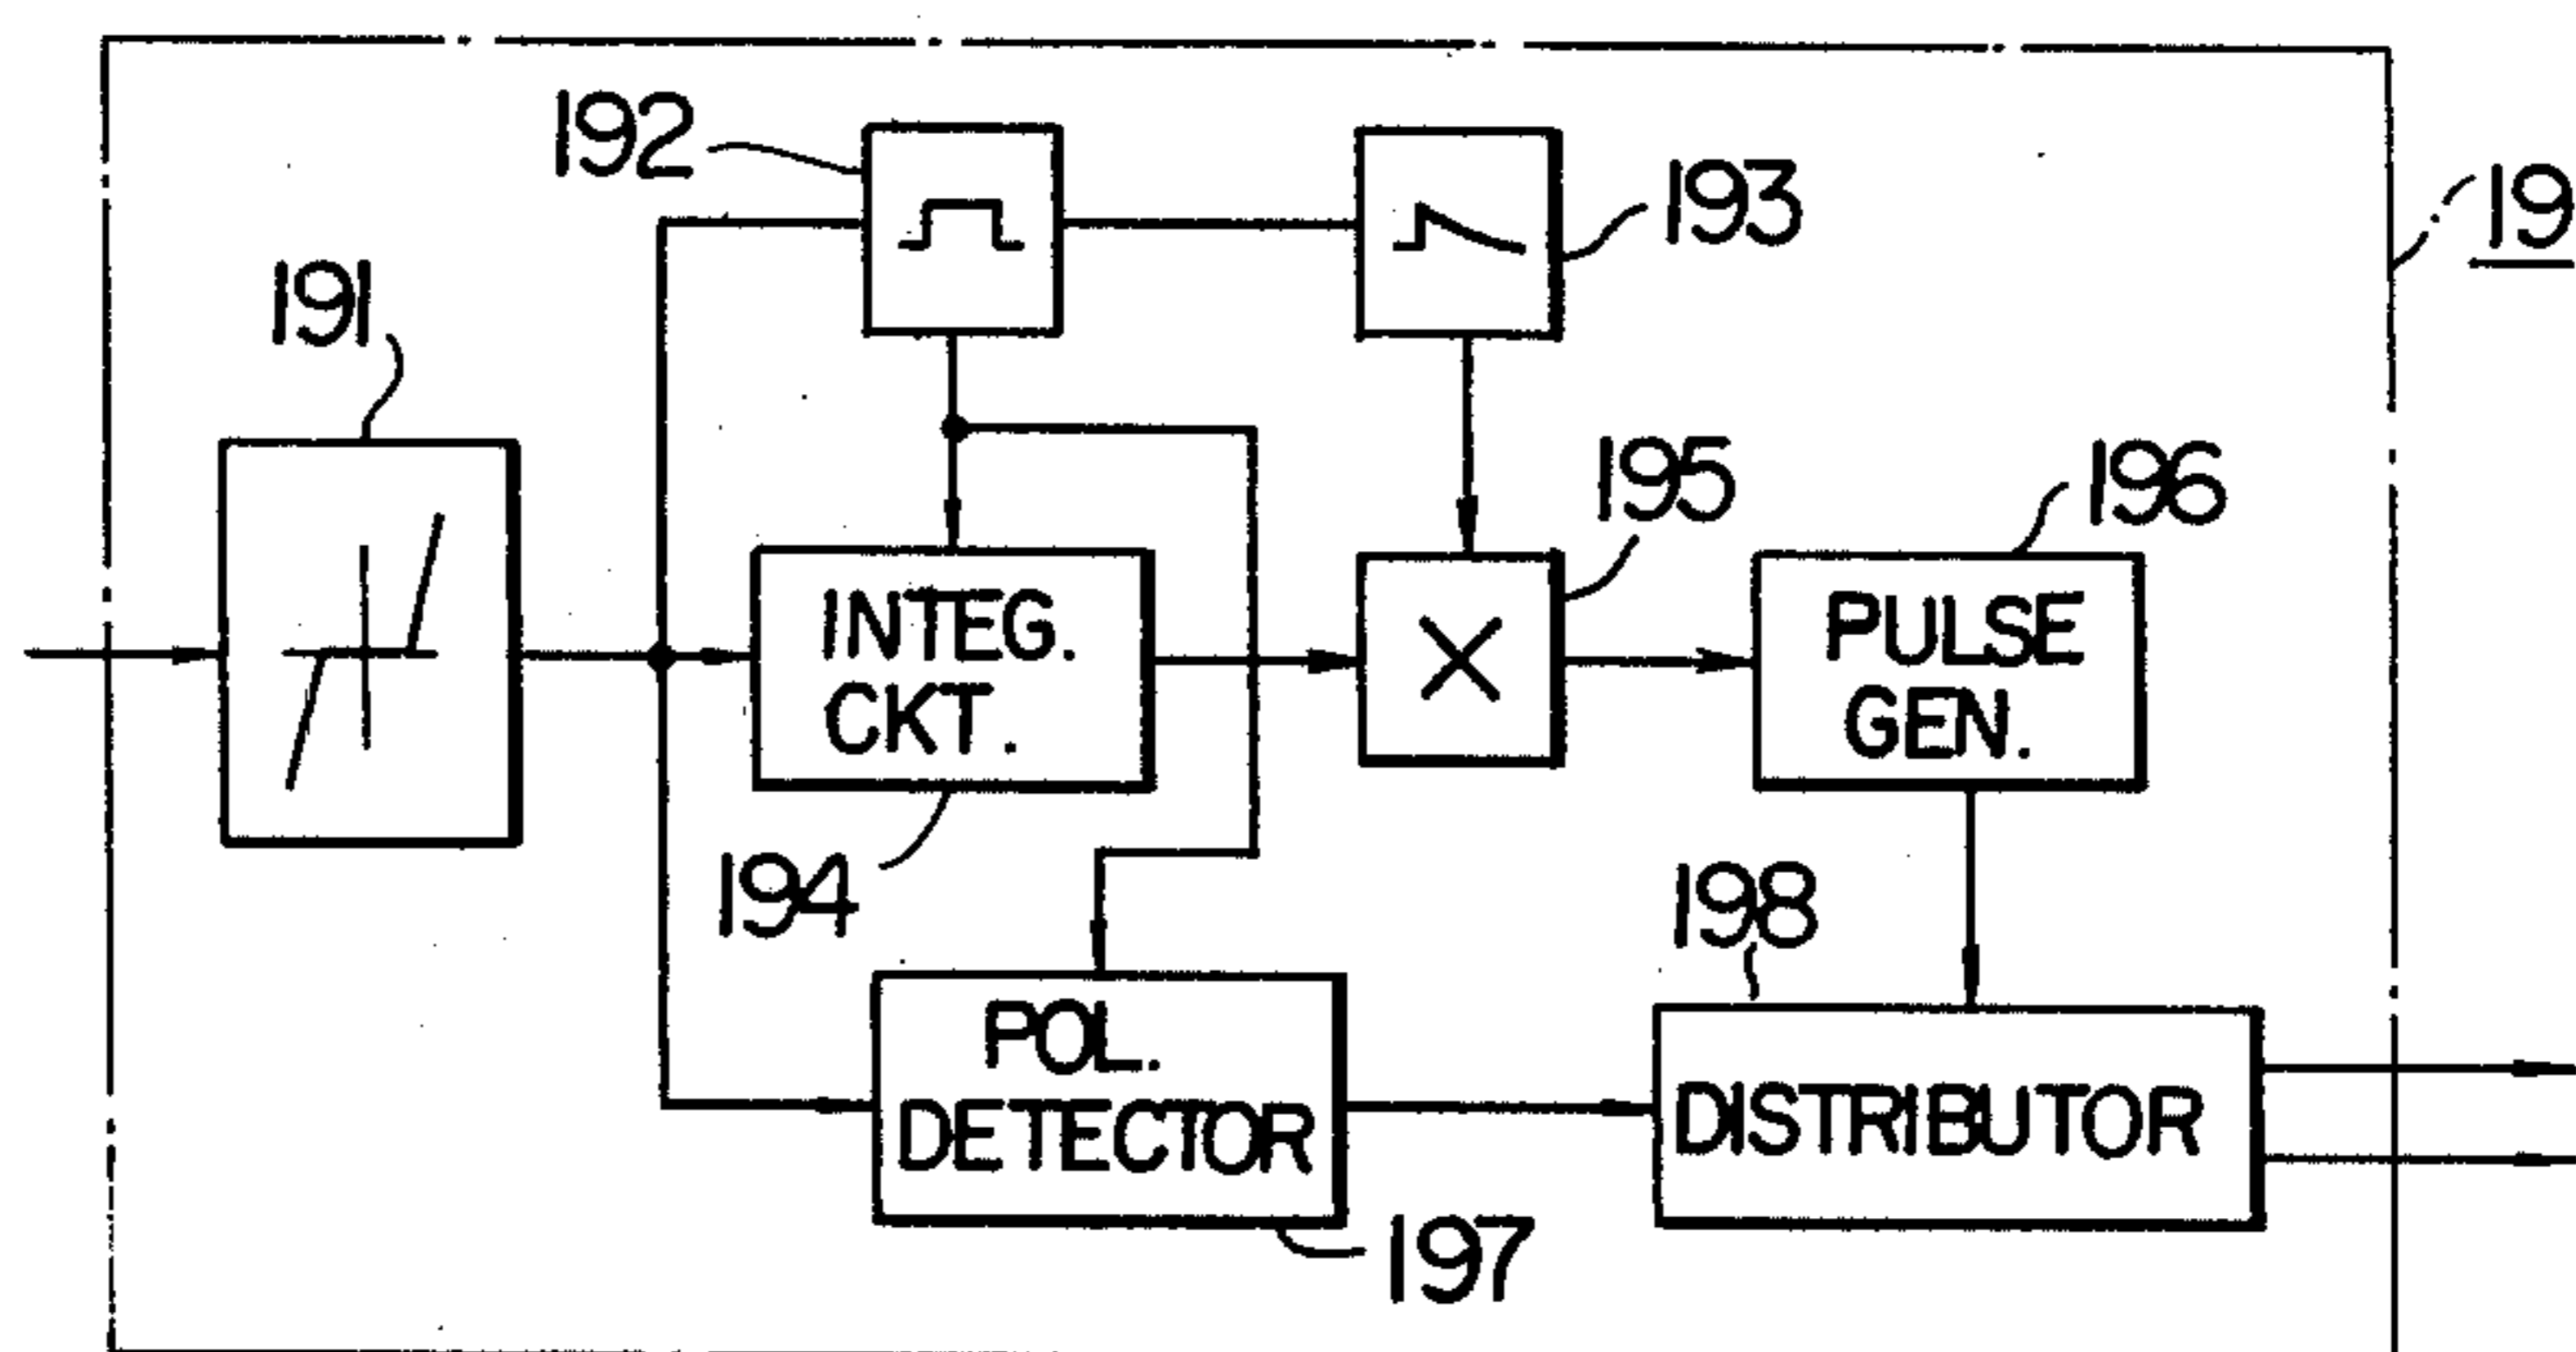 192
193
19
191
195
196
INTEG.
CKT.
×
PULSE
GEN.
194
198
POL.
DETECTOR
DISTRIBUTOR
197